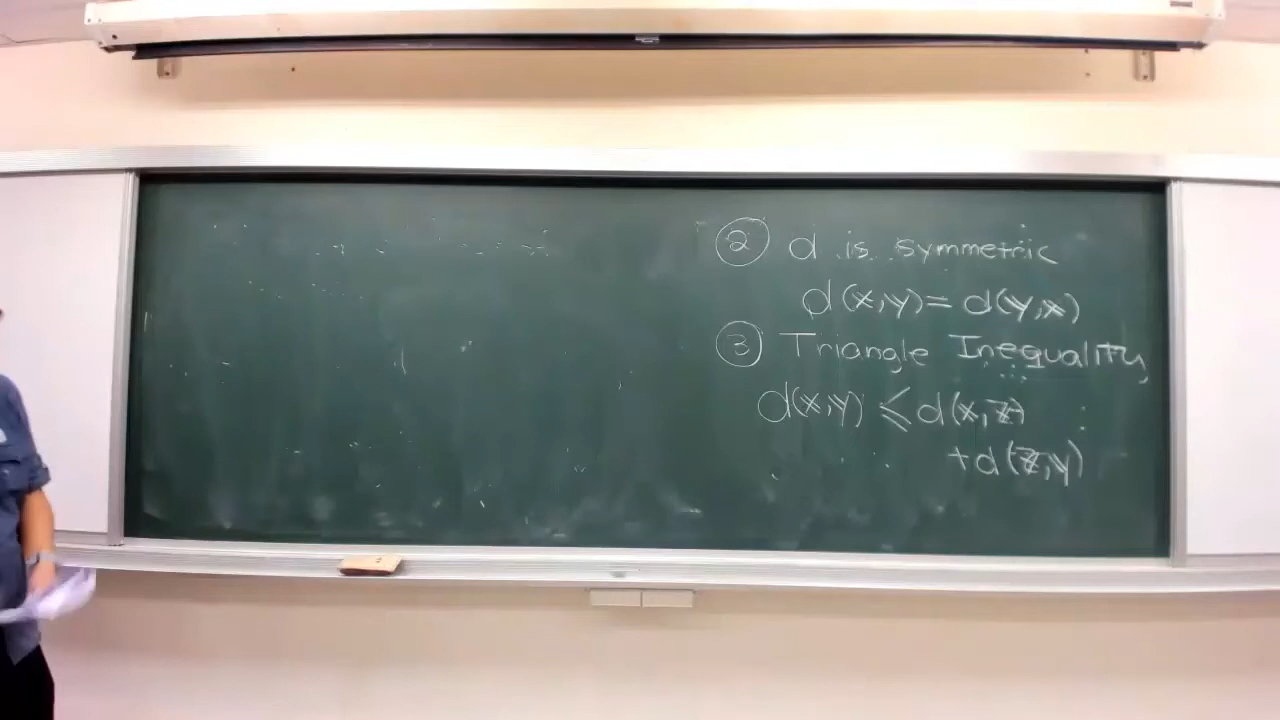 ② d is symmetric
d(x,y) = d(y,x)
③ Triangle Inequality
d(x,y) ≤ d(x,z)
+d(z,y)